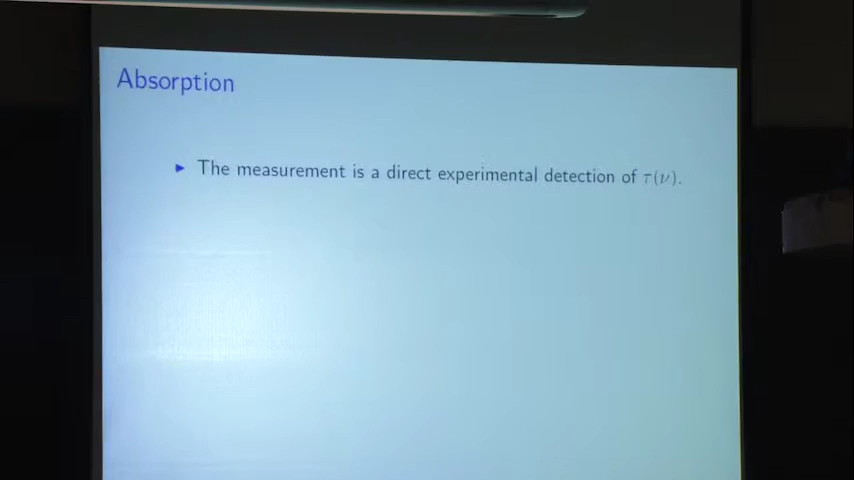 Absorption
▶ The measurement is a direct experimental detection of τ(ν).